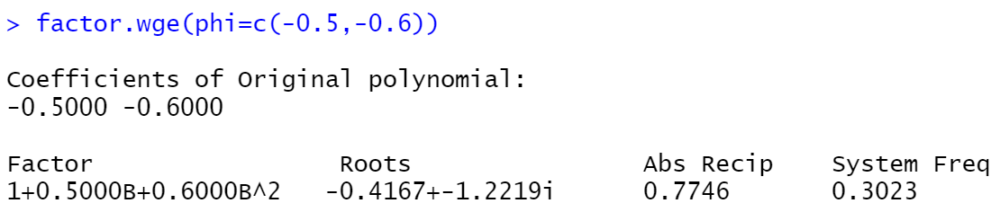 > factor.wge(phi=c(-0.5,-0.6))
Coefficients of Original polynomial:
-0.5000 -0.6000
Factor Roots Abs Recip System Freq
1+0.5000B+0.6000B^2 -0.4167+-1.2219i 0.7746 0.3023